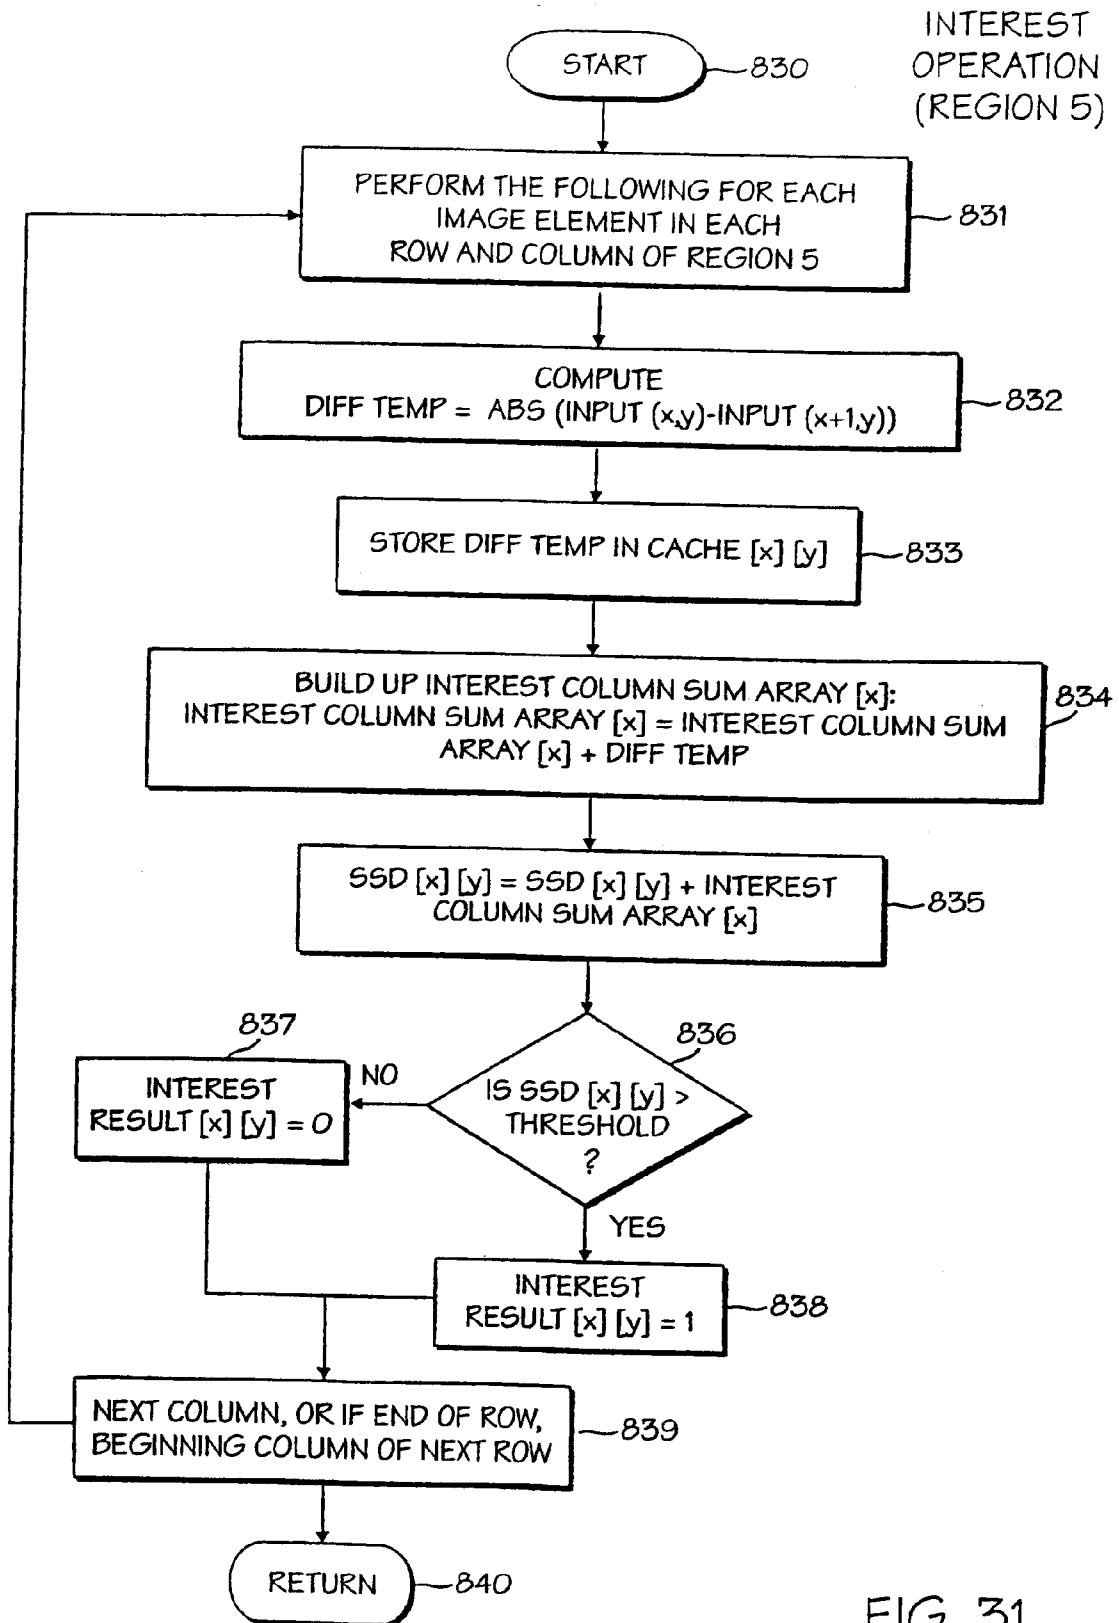 INTEREST
OPERATION
(REGION 5)
START
830
PERFORM THE FOLLOWING FOR EACH
IMAGE ELEMENT IN EACH
ROW AND COLUMN OF REGION 5
831
COMPUTE
DIFF TEMP = ABS (INPUT (x,y)-INPUT (x+1,y))
832
STORE DIFF TEMP IN CACHE [x] [y]
833
BUILD UP INTEREST COLUMN SUM ARRAY [x]:
INTEREST COLUMN SUM ARRAY [x] = INTEREST COLUMN SUM
ARRAY [x] + DIFF TEMP
834
SSD [x] [y] = SSD [x] [y] + INTEREST
COLUMN SUM ARRAY [x]
835
837
836
INTEREST
RESULT [x] [y] = 0
NO
IS SSD [x] [y] >
THRESHOLD
?
YES
INTEREST
RESULT [x] [y] = 1
838
NEXT COLUMN, OR IF END OF ROW,
BEGINNING COLUMN OF NEXT ROW
839
RETURN
840
FIG. 31